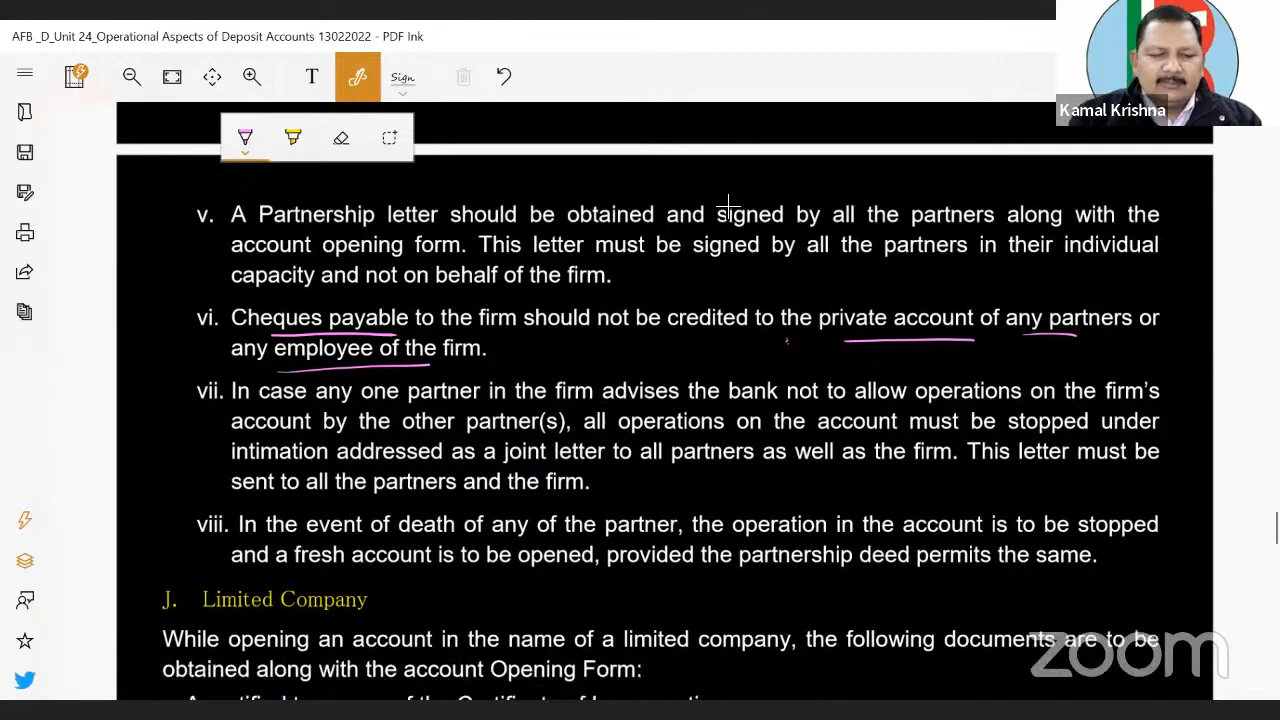 AFB _D_Unit 24_Operational Aspects of Deposit Accounts 13022022 - PDF Ink
T
Sign
Kamal Krishna
v. A Partnership letter should be obtained and signed by all the partners along with the
account opening form. This letter must be signed by all the partners in their individual
capacity and not on behalf of the firm.
vi. Cheques payable to the firm should not be credited to the private account of any partners or
any employee of the firm.
vii. In case any one partner in the firm advises the bank not to allow operations on the firm's
account by the other partner(s), all operations on the account must be stopped under
intimation addressed as a joint letter to all partners as well as the firm. This letter must be
sent to all the partners and the firm.
viii. In the event of death of any of the partner, the operation in the account is to be stopped
and a fresh account is to be opened, provided the partnership deed permits the same.
J. Limited Company
While opening an account in the name of a limited company, the following documents are to be
obtained along with the account Opening Form:
zoom